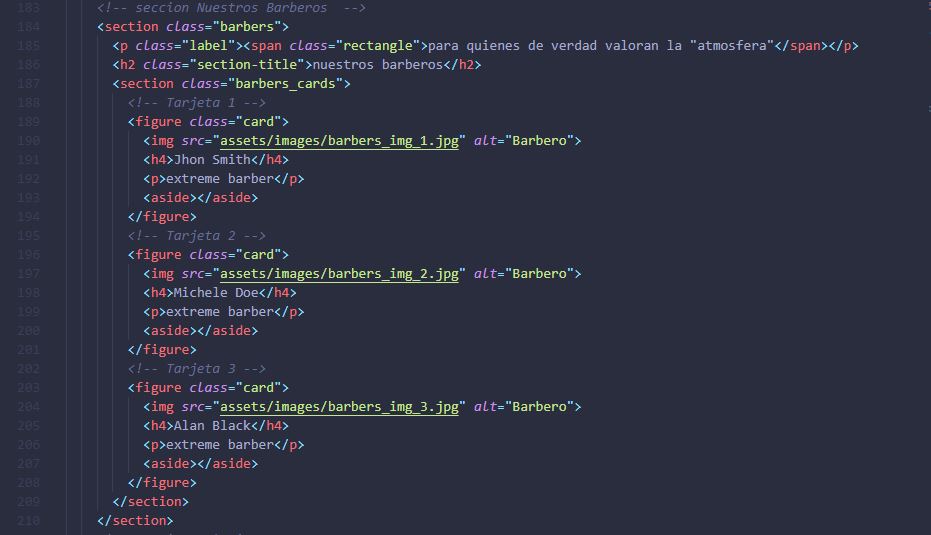 183 <!-- seccion Nuestros Barberos  -->
184 <section class="barbers">
185 <p class="label"><span class="rectangle">para quienes de verdad valoran la "atmosfera"</span></p>
186 <h2 class="section-title">nuestros barberos</h2>
187 <section class="barbers_cards">
188 <!-- Tarjeta 1 -->
189 <figure class="card">
190 <img src="assets/images/barbers_img_1.jpg" alt="Barbero">
191 <h4>Jhon Smith</h4>
192 <p>extreme barber</p>
193 <aside></aside>
194 </figure>
195 <!-- Tarjeta 2 -->
196 <figure class="card">
197 <img src="assets/images/barbers_img_2.jpg" alt="Barbero">
198 <h4>Michele Doe</h4>
199 <p>extreme barber</p>
200 <aside></aside>
201 </figure>
202 <!-- Tarjeta 3 -->
203 <figure class="card">
204 <img src="assets/images/barbers_img_3.jpg" alt="Barbero">
205 <h4>Alan Black</h4>
206 <p>extreme barber</p>
207 <aside></aside>
208 </figure>
209 </section>
210 </section>